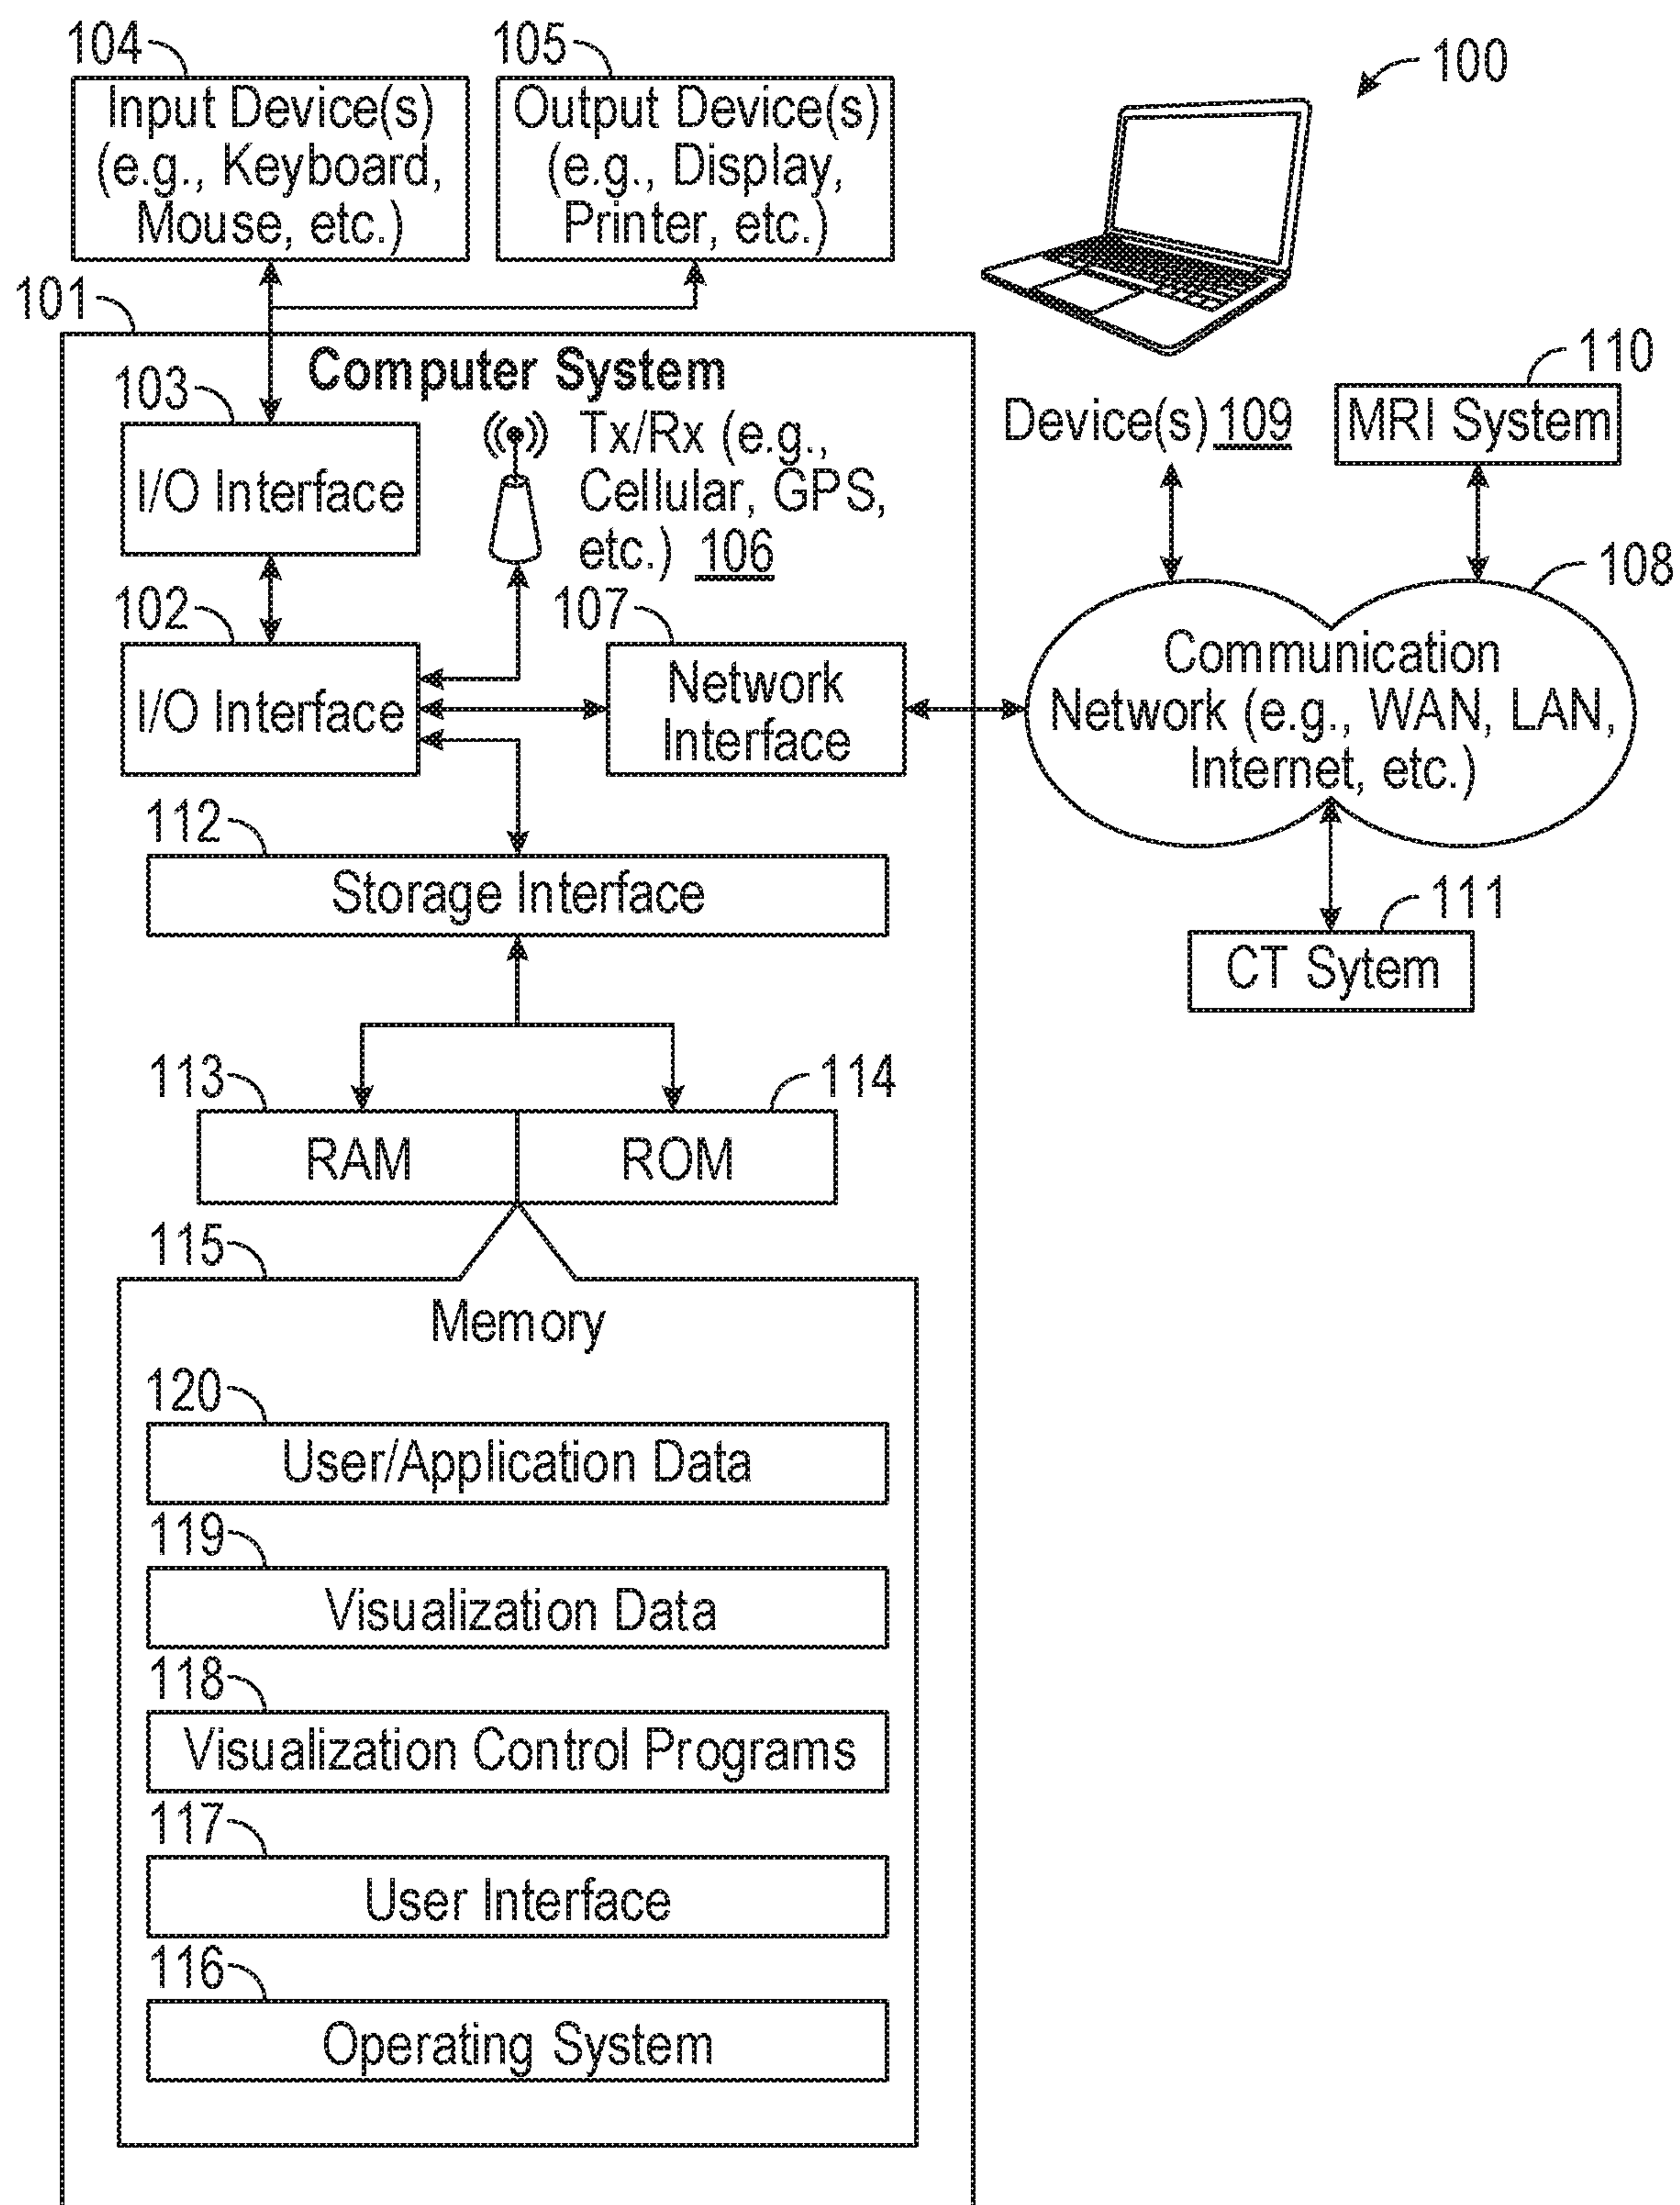 104
Input Device(s)
(e.g., Keyboard,
Mouse, etc.)
105
Output Device(s)
(e.g., Display,
Printer, etc.)
100
101
Computer System
103
I/O Interface
Tx/Rx (e.g.,
Cellular, GPS,
etc.) 106
102
I/O Interface
107
Network
Interface
Device(s) 109
110
MRI System
108
Communication
Network (e.g., WAN, LAN,
Internet, etc.)
111
CT Sytem
112
Storage Interface
113
RAM
114
ROM
115
Memory
120
User/Application Data
119
Visualization Data
118
Visualization Control Programs
117
User Interface
116
Operating System